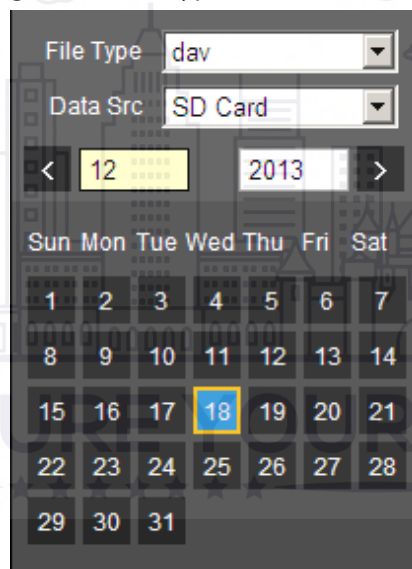 File Type dav
Data Src SD Card
< 12 2013 >
Sun Mon Tue Wed Thu Fri Sat
1 2 3 4 5 6 7
8 9 10 11 12 13 14
15 16 17 18 19 20 21
22 23 24 25 26 27 28
29 30 31